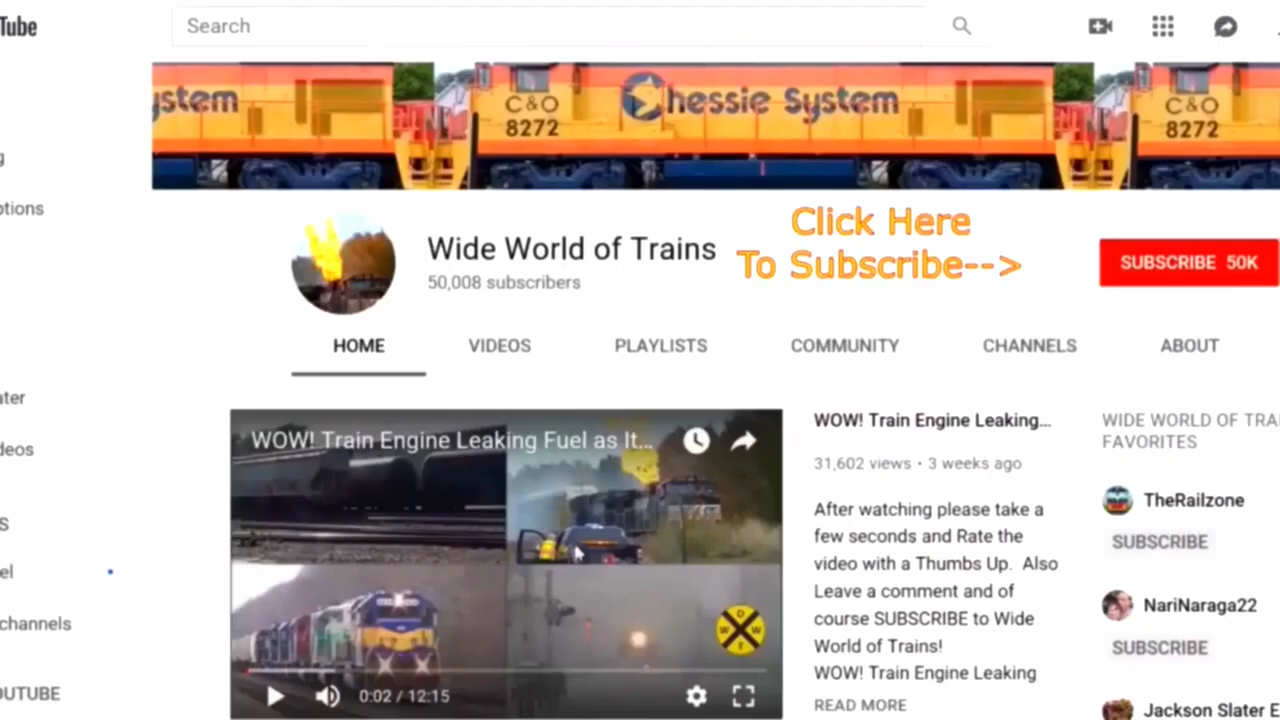 Tube
Search
ystem
C&O
8272
Chessie System
C&O
8272
Click Here
To Subscribe-->
Wide World of Trains
50,008 subscribers
SUBSCRIBE 50K
HOME
VIDEOS
PLAYLISTS
COMMUNITY
CHANNELS
ABOUT
g
ptions
ater
deos
S
el
channels
OUTUBE
WOW! Train Engine Leaking Fuel as It...
D
W W
T
0:02 / 12:15
WOW! Train Engine Leaking...
31,602 views • 3 weeks ago
After watching please take a
few seconds and Rate the
video with a Thumbs Up. Also
Leave a comment and of
course SUBSCRIBE to Wide
World of Trains!
WOW! Train Engine Leaking
READ MORE
WIDE WORLD OF TRA
FAVORITES
TheRailzone
SUBSCRIBE
NariNaraga22
SUBSCRIBE
Jackson Slater E